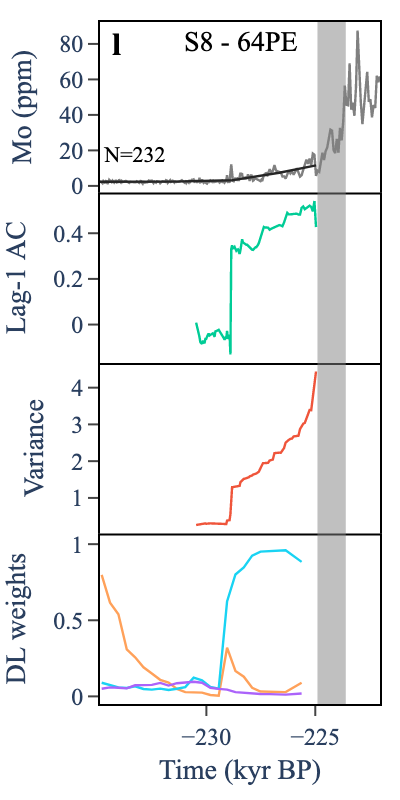 l
S8 - 64PE
Mo (ppm)
80
60
40
20
0
N=232
Lag-1 AC
0.4
0.2
0
Variance
4
3
2
1
DL weights
1
0.5
0
−230
−225
Time (kyr BP)